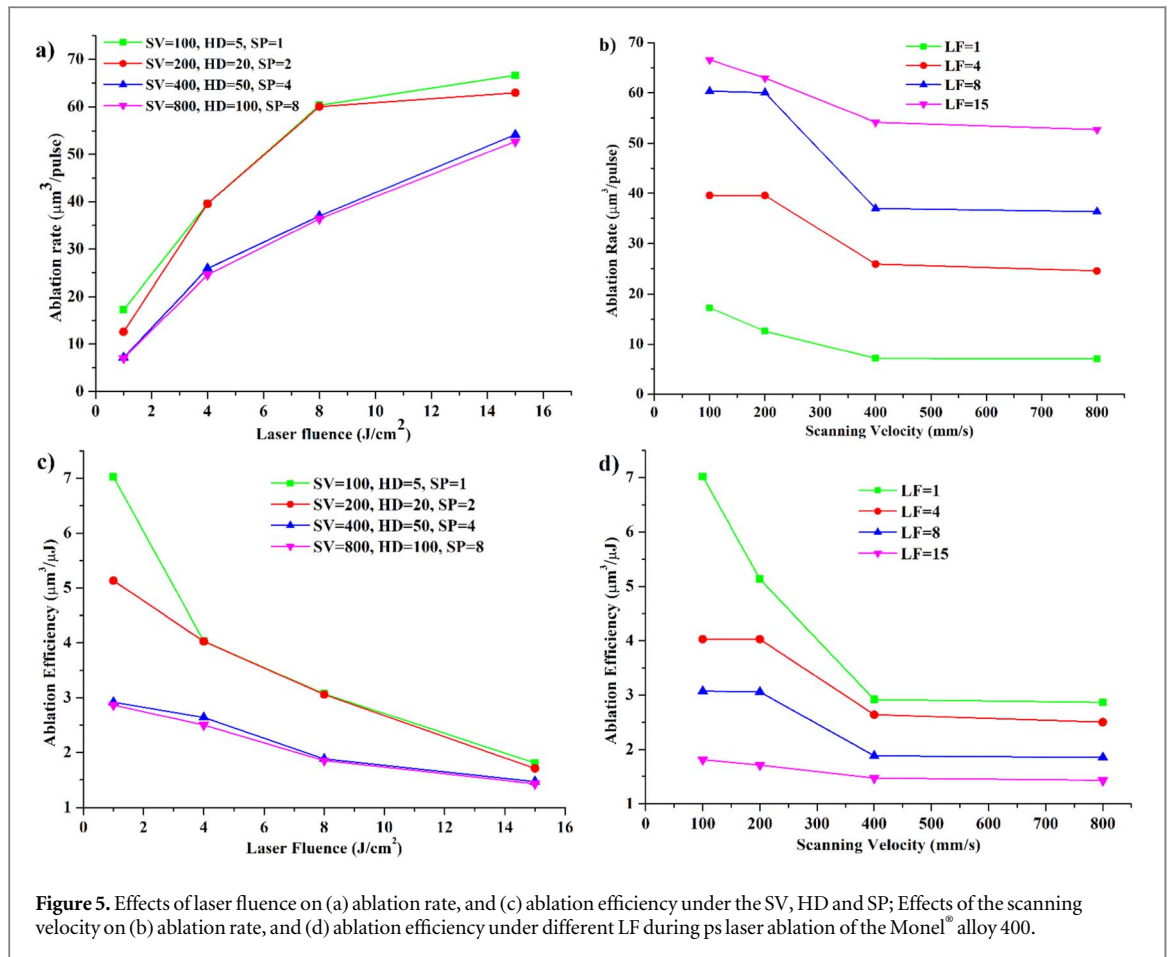 a)
SV=100, HD=5, SP=1
SV=200, HD=20, SP=2
SV=400, HD=50, SP=4
SV=800, HD=100, SP=8
Ablation rate (μm³/pulse)
70
60
50
40
30
20
10
0
0 2 4 6 8 10 12 14 16
Laser fluence (J/cm²)
b)
LF=1
LF=4
LF=8
LF=15
Ablation Rate (μm³/pulse)
70
60
50
40
30
20
10
0
0 100 200 300 400 500 600 700 800
Scanning Velocity (mm/s)
c)
SV=100, HD=5, SP=1
SV=200, HD=20, SP=2
SV=400, HD=50, SP=4
SV=800, HD=100, SP=8
Ablation Efficiency (μm³/μJ)
7
6
5
4
3
2
1
0 2 4 6 8 10 12 14 16
Laser Fluence (J/cm²)
d)
LF=1
LF=4
LF=8
LF=15
Ablation Efficiency (μm³/μJ)
7
6
5
4
3
2
1
0 100 200 300 400 500 600 700 800
Scanning Velocity (mm/s)
Figure 5. Effects of laser fluence on (a) ablation rate, and (c) ablation efficiency under the SV, HD and SP; Effects of the scanning
velocity on (b) ablation rate, and (d) ablation efficiency under different LF during ps laser ablation of the Monel® alloy 400.